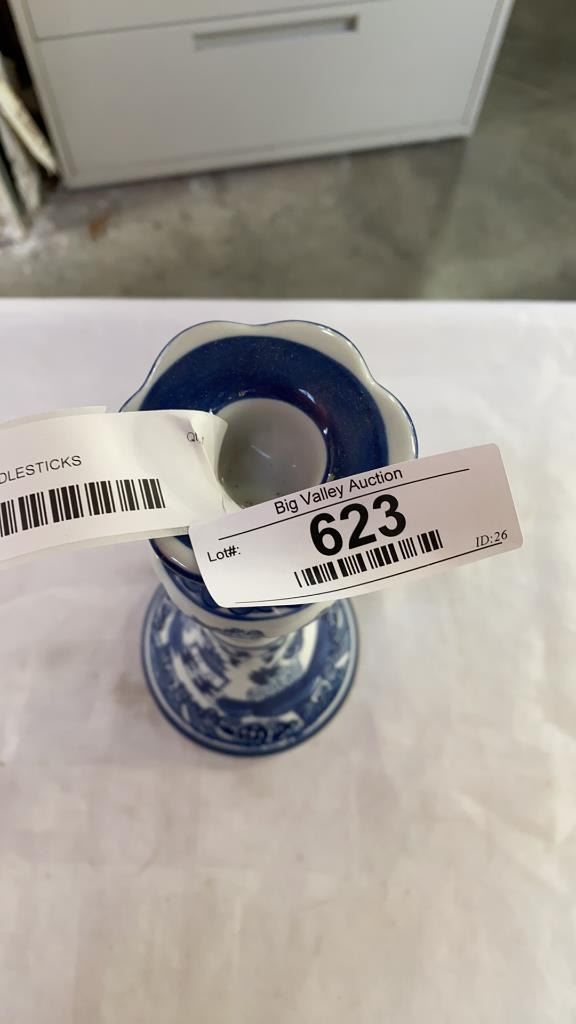 DLESTICKS
Big Valley Auction
Lot#:
623
ID:26